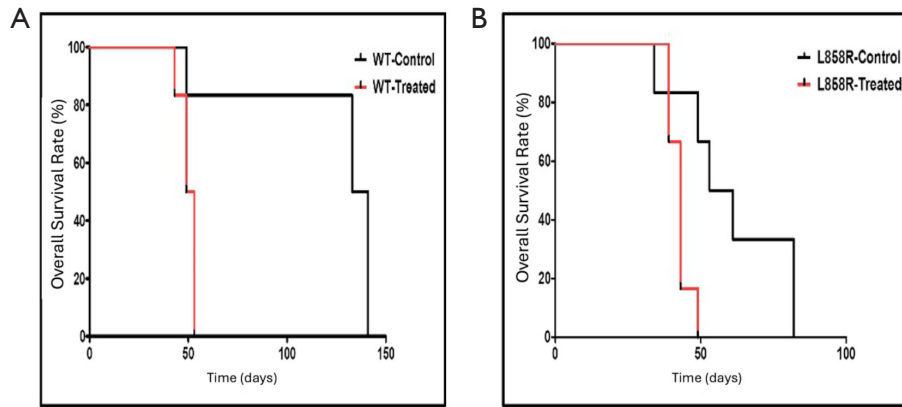 A
Overall Survival Rate (%)
100
80
60
40
20
0
WT-Control
WT-Treated
0 50 100 150
Time (days)
B
Overall Survival Rate (%)
100
80
60
40
20
0
L858R-Control
L858R-Treated
0 50 100
Time (days)